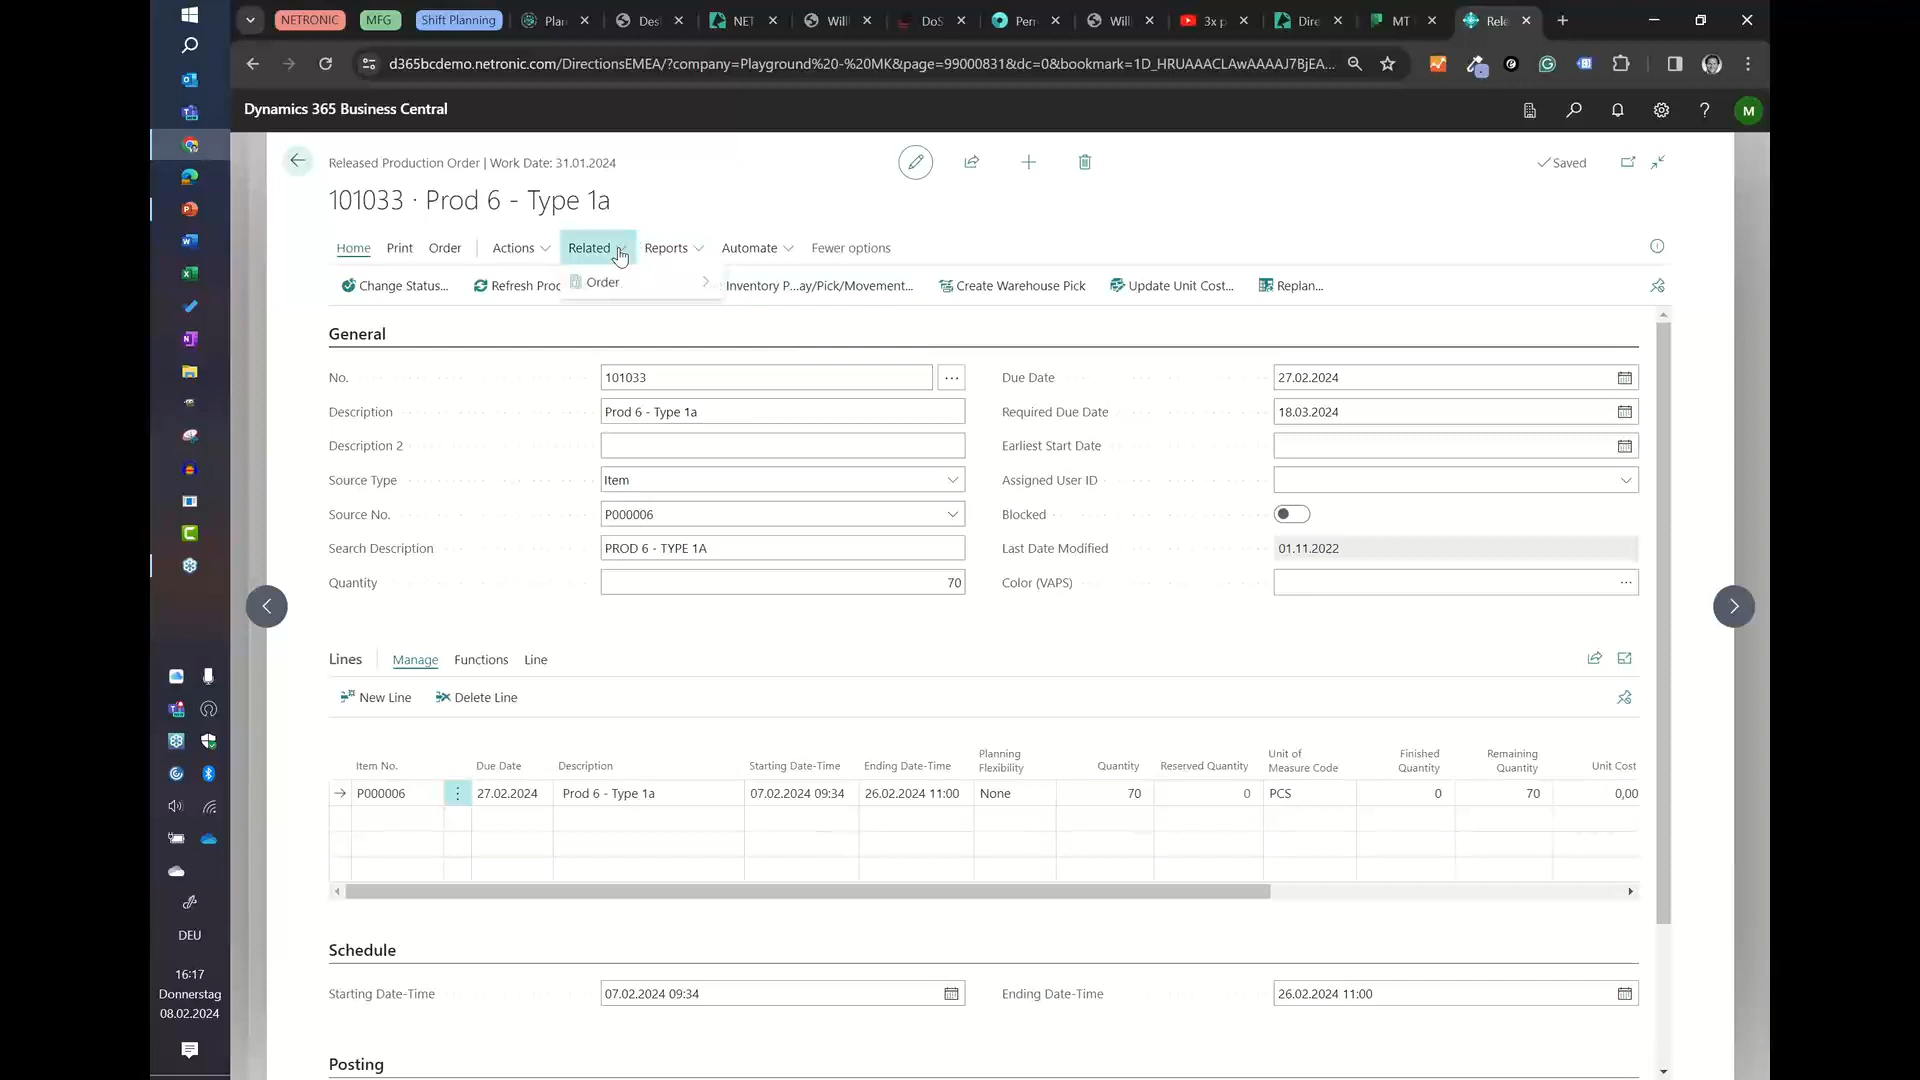 NETRONIC MFG Shift Planning Plan Des NET Will DoS Perr Will 3x p Dire MT Rele
d365bcdemo.netronic.com/DirectionsEMEA/?company=Playground%20-%20MK&page=99000831&dc=0&bookmark=1D_HRUAAACLAwAAAAJ7BjEA...
Dynamics 365 Business Central
M
Released Production Order | Work Date: 31.01.2024
Saved
101033 · Prod 6 - Type 1a
Home Print Order Actions Related Reports Automate Fewer options
Order
Change Status... Refresh Proc Inventory P...ay/Pick/Movement... Create Warehouse Pick Update Unit Cost... Replan...
General
No. 101033 Due Date 27.02.2024
Description Prod 6 - Type 1a Required Due Date 18.03.2024
Description 2 Earliest Start Date
Source Type Item Assigned User ID
Source No. P000006 Blocked
Search Description PROD 6 - TYPE 1A Last Date Modified 01.11.2022
Quantity 70 Color (VAPS)
Lines Manage Functions Line
New Line Delete Line
Item No. Due Date Description Starting Date-Time Ending Date-Time Planning Flexibility Quantity Reserved Quantity Unit of Measure Code Finished Quantity Remaining Quantity Unit Cost
P000006 27.02.2024 Prod 6 - Type 1a 07.02.2024 09:34 26.02.2024 11:00 None 70 0 PCS 0 70 0,00
Schedule
Starting Date-Time 07.02.2024 09:34 Ending Date-Time 26.02.2024 11:00
Posting
DEU
16:17
Donnerstag
08.02.2024